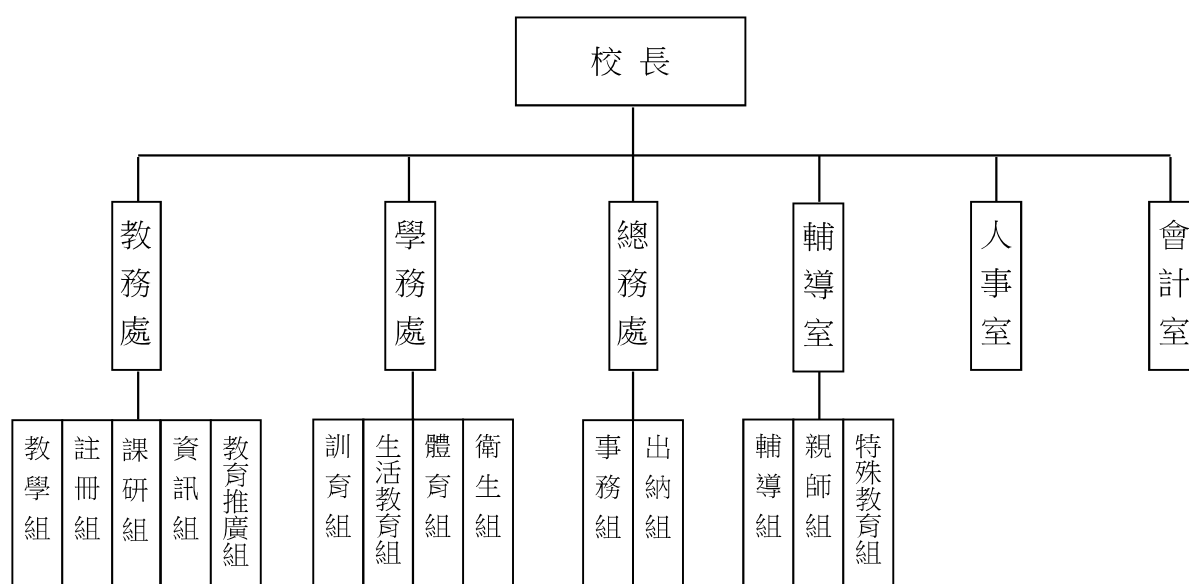 校長
教務處
學務處
總務處
輔導室
人事室
會計室
教學組
註冊組
課研組
資訊組
教育推廣組
訓育組
生活教育組
體育組
衛生組
事務組
出納組
輔導組
親師組
特殊教育組